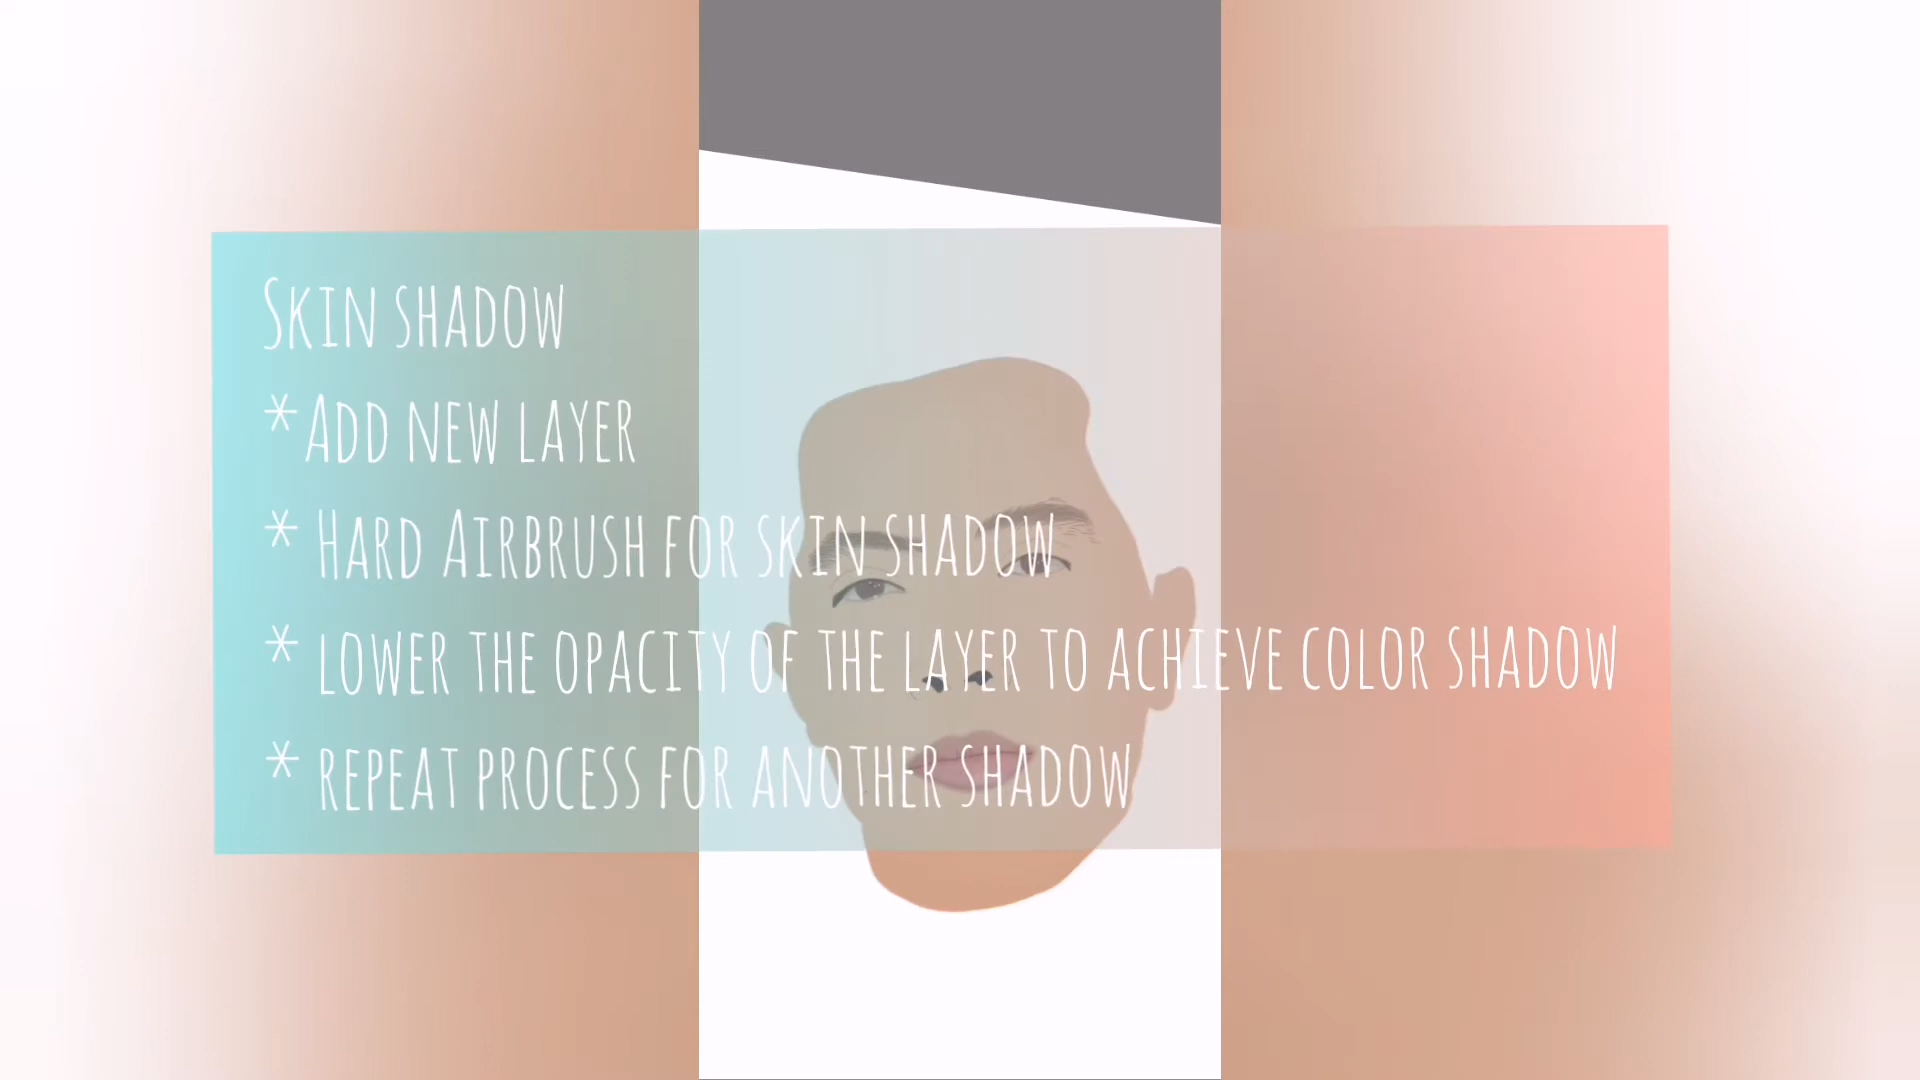 Skin shadow
* Add new layer
* Hard Airbrush for skin shadow
* lower the opacity of the layer to achieve color shadow
* repeat process for another shadow